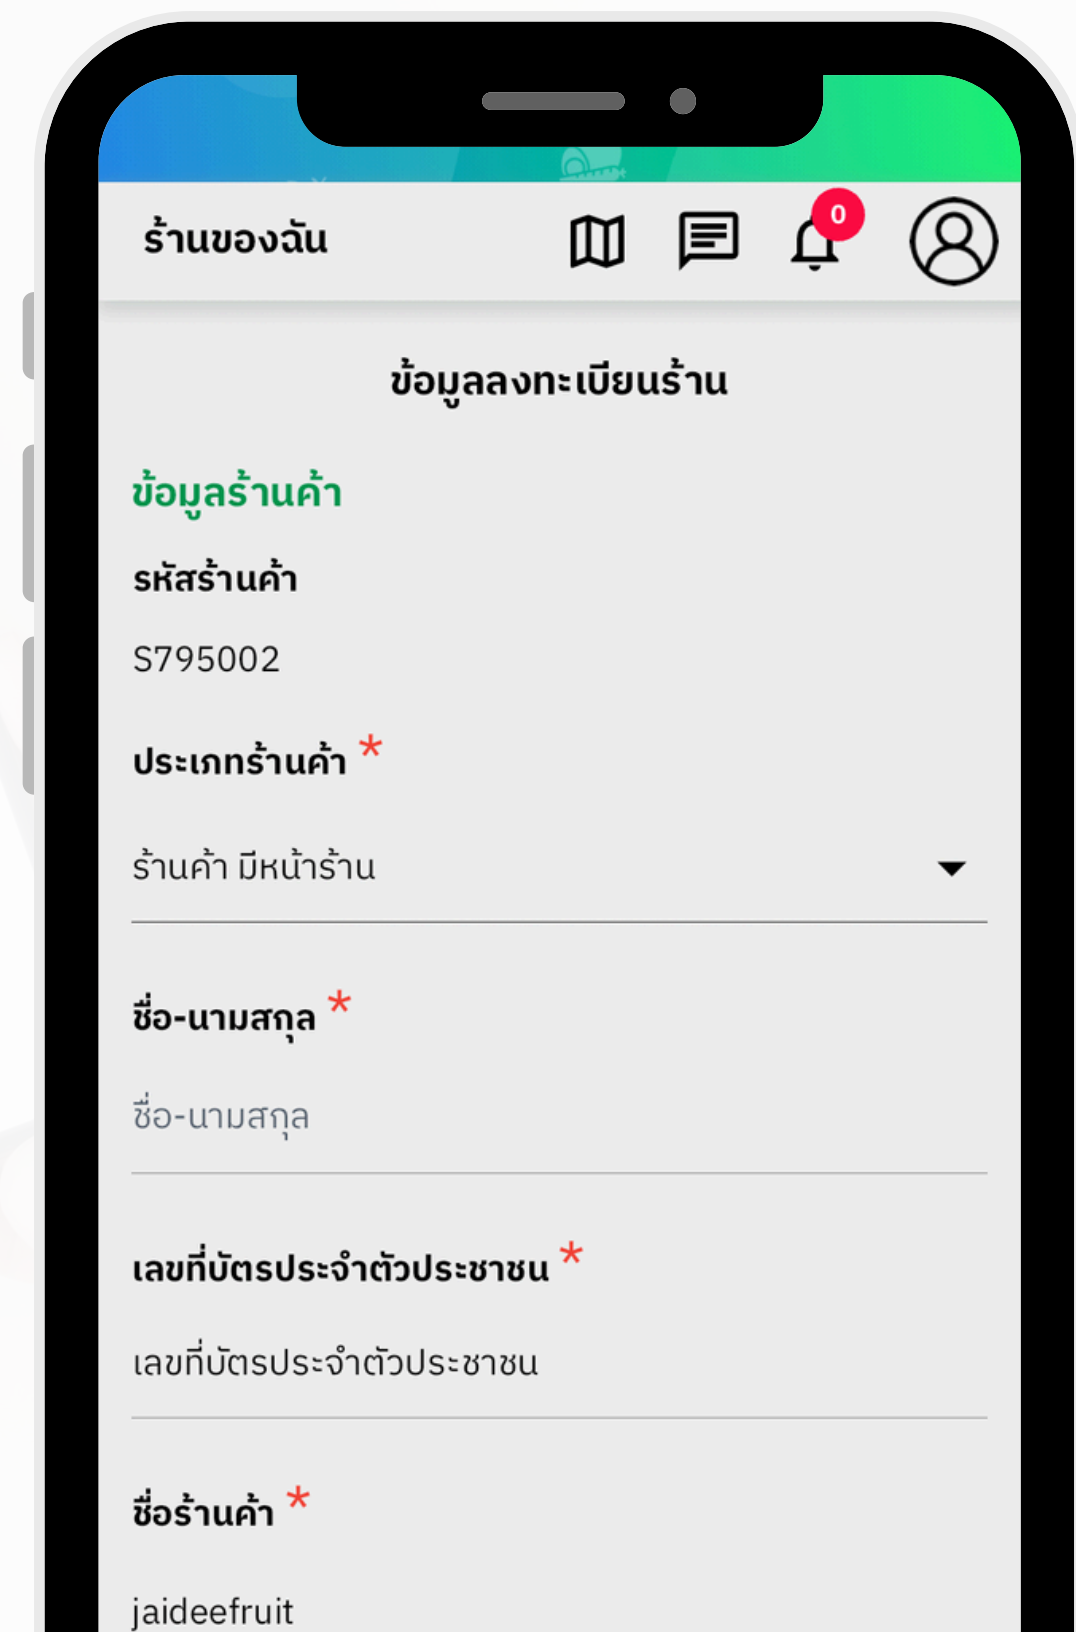 ร้านของฉัน
0
ข้อมูลลงทะเบียนร้าน
ข้อมูลร้านค้า
รหัสร้านค้า
S795002
ประเภทร้านค้า *
ร้านค้า มีหน้าร้าน
ชื่อ-นามสกุล *
ชื่อ-นามสกุล
เลขที่บัตรประจำตัวประชาชน *
เลขที่บัตรประจำตัวประชาชน
ชื่อร้านค้า *
jaideefruit